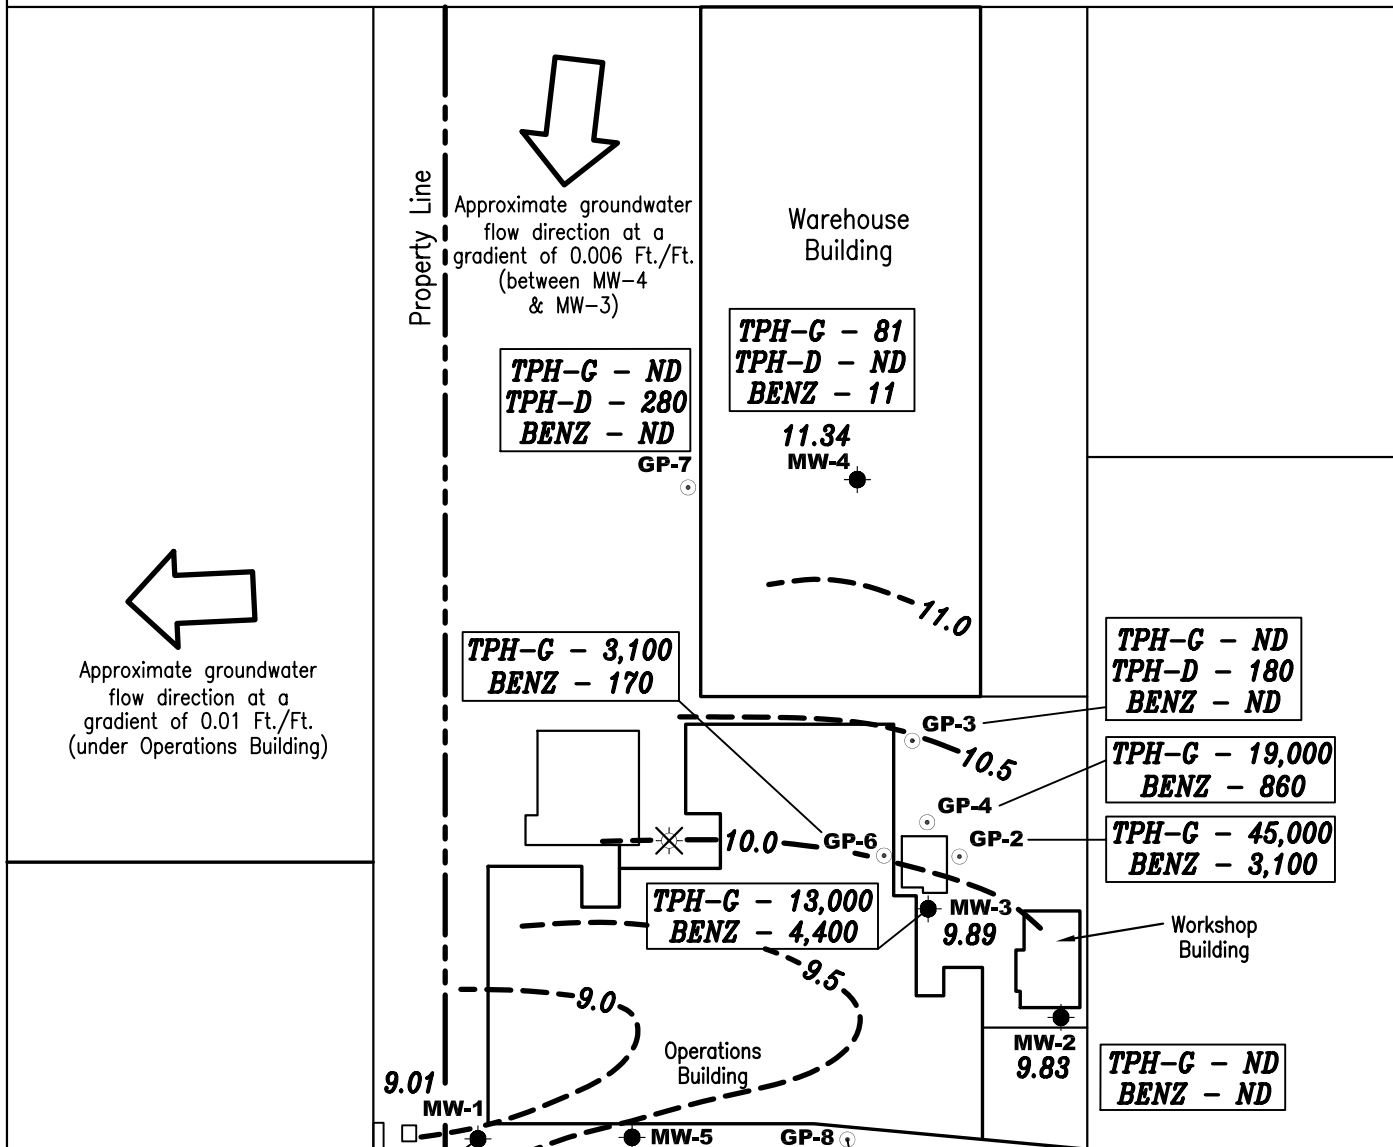 Property Line
Approximate groundwater
flow direction at a
gradient of 0.006 Ft./Ft.
(between MW-4
& MW-3)
Warehouse
Building
TPH-G - 81
TPH-D - ND
BENZ - 11
11.34
MW-4
TPH-G - ND
TPH-D - 280
BENZ - ND
GP-7
11.0
Approximate groundwater
flow direction at a
gradient of 0.01 Ft./Ft.
(under Operations Building)
TPH-G - 3,100
BENZ - 170
TPH-G - ND
TPH-D - 180
BENZ - ND
GP-3
10.5
TPH-G - 19,000
BENZ - 860
GP-4
10.0
GP-6
GP-2
TPH-G - 45,000
BENZ - 3,100
TPH-G - 13,000
BENZ - 4,400
MW-3
9.89
Workshop
Building
9.5
9.0
Operations
Building
MW-2
9.83
TPH-G - ND
BENZ - ND
9.01
MW-1
MW-5
GP-8